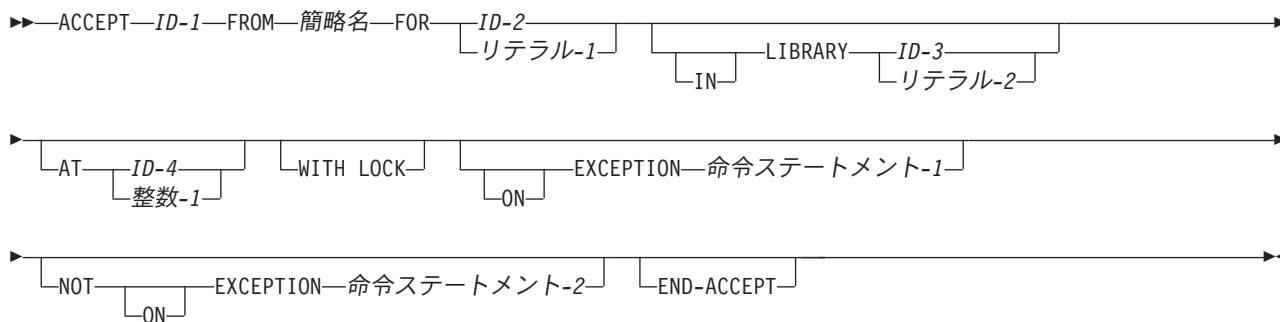 ACCEPT ID-1 FROM 簡略名 FOR ID-2
リテラル-1
IN LIBRARY ID-3
リテラル-2
AT ID-4
整数-1
WITH LOCK
ON EXCEPTION 命令ステートメント-1
NOT ON EXCEPTION 命令ステートメント-2
END-ACCEPT